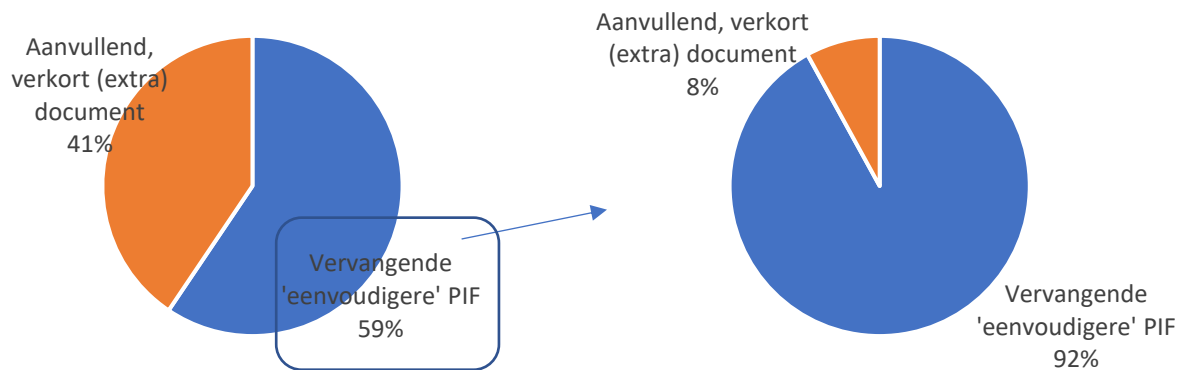 Aanvullend,
verkort (extra)
document
41%
Vervangende
'eenvoudigere' PIF
59%
Aanvullend, verkort
(extra) document
8%
Vervangende
'eenvoudigere' PIF
92%